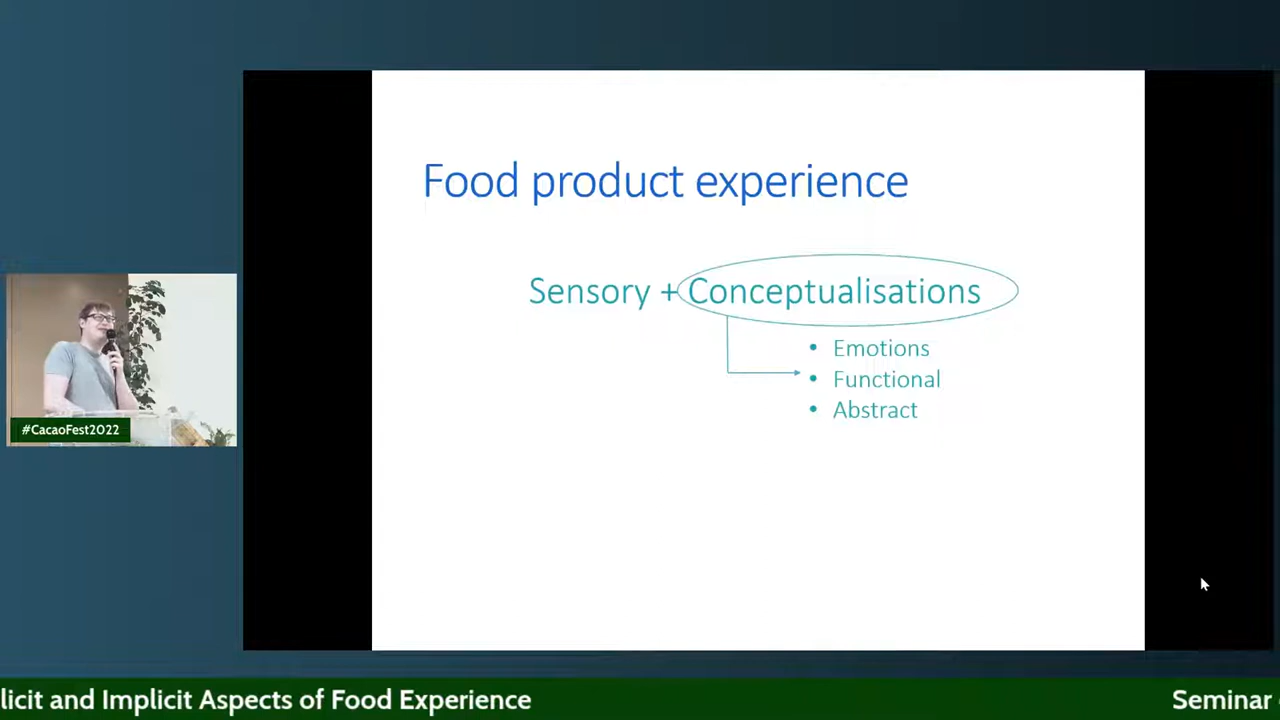 Food product experience
Sensory + Conceptualisations
• Emotions
• Functional
• Abstract
#CacaoFest2022
licit and Implicit Aspects of Food Experience
Seminar